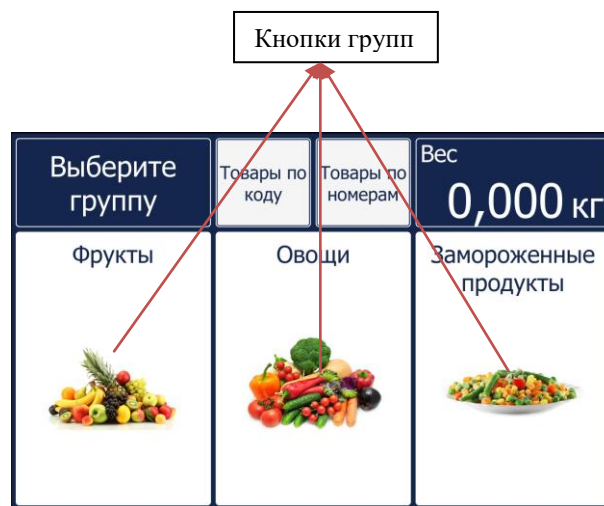 Кнопки групп
Выберите
группу
Товары по
коду
Товары по
номерам
Вес
0,000 кг
Фрукты
Овощи
Замороженные
продукты